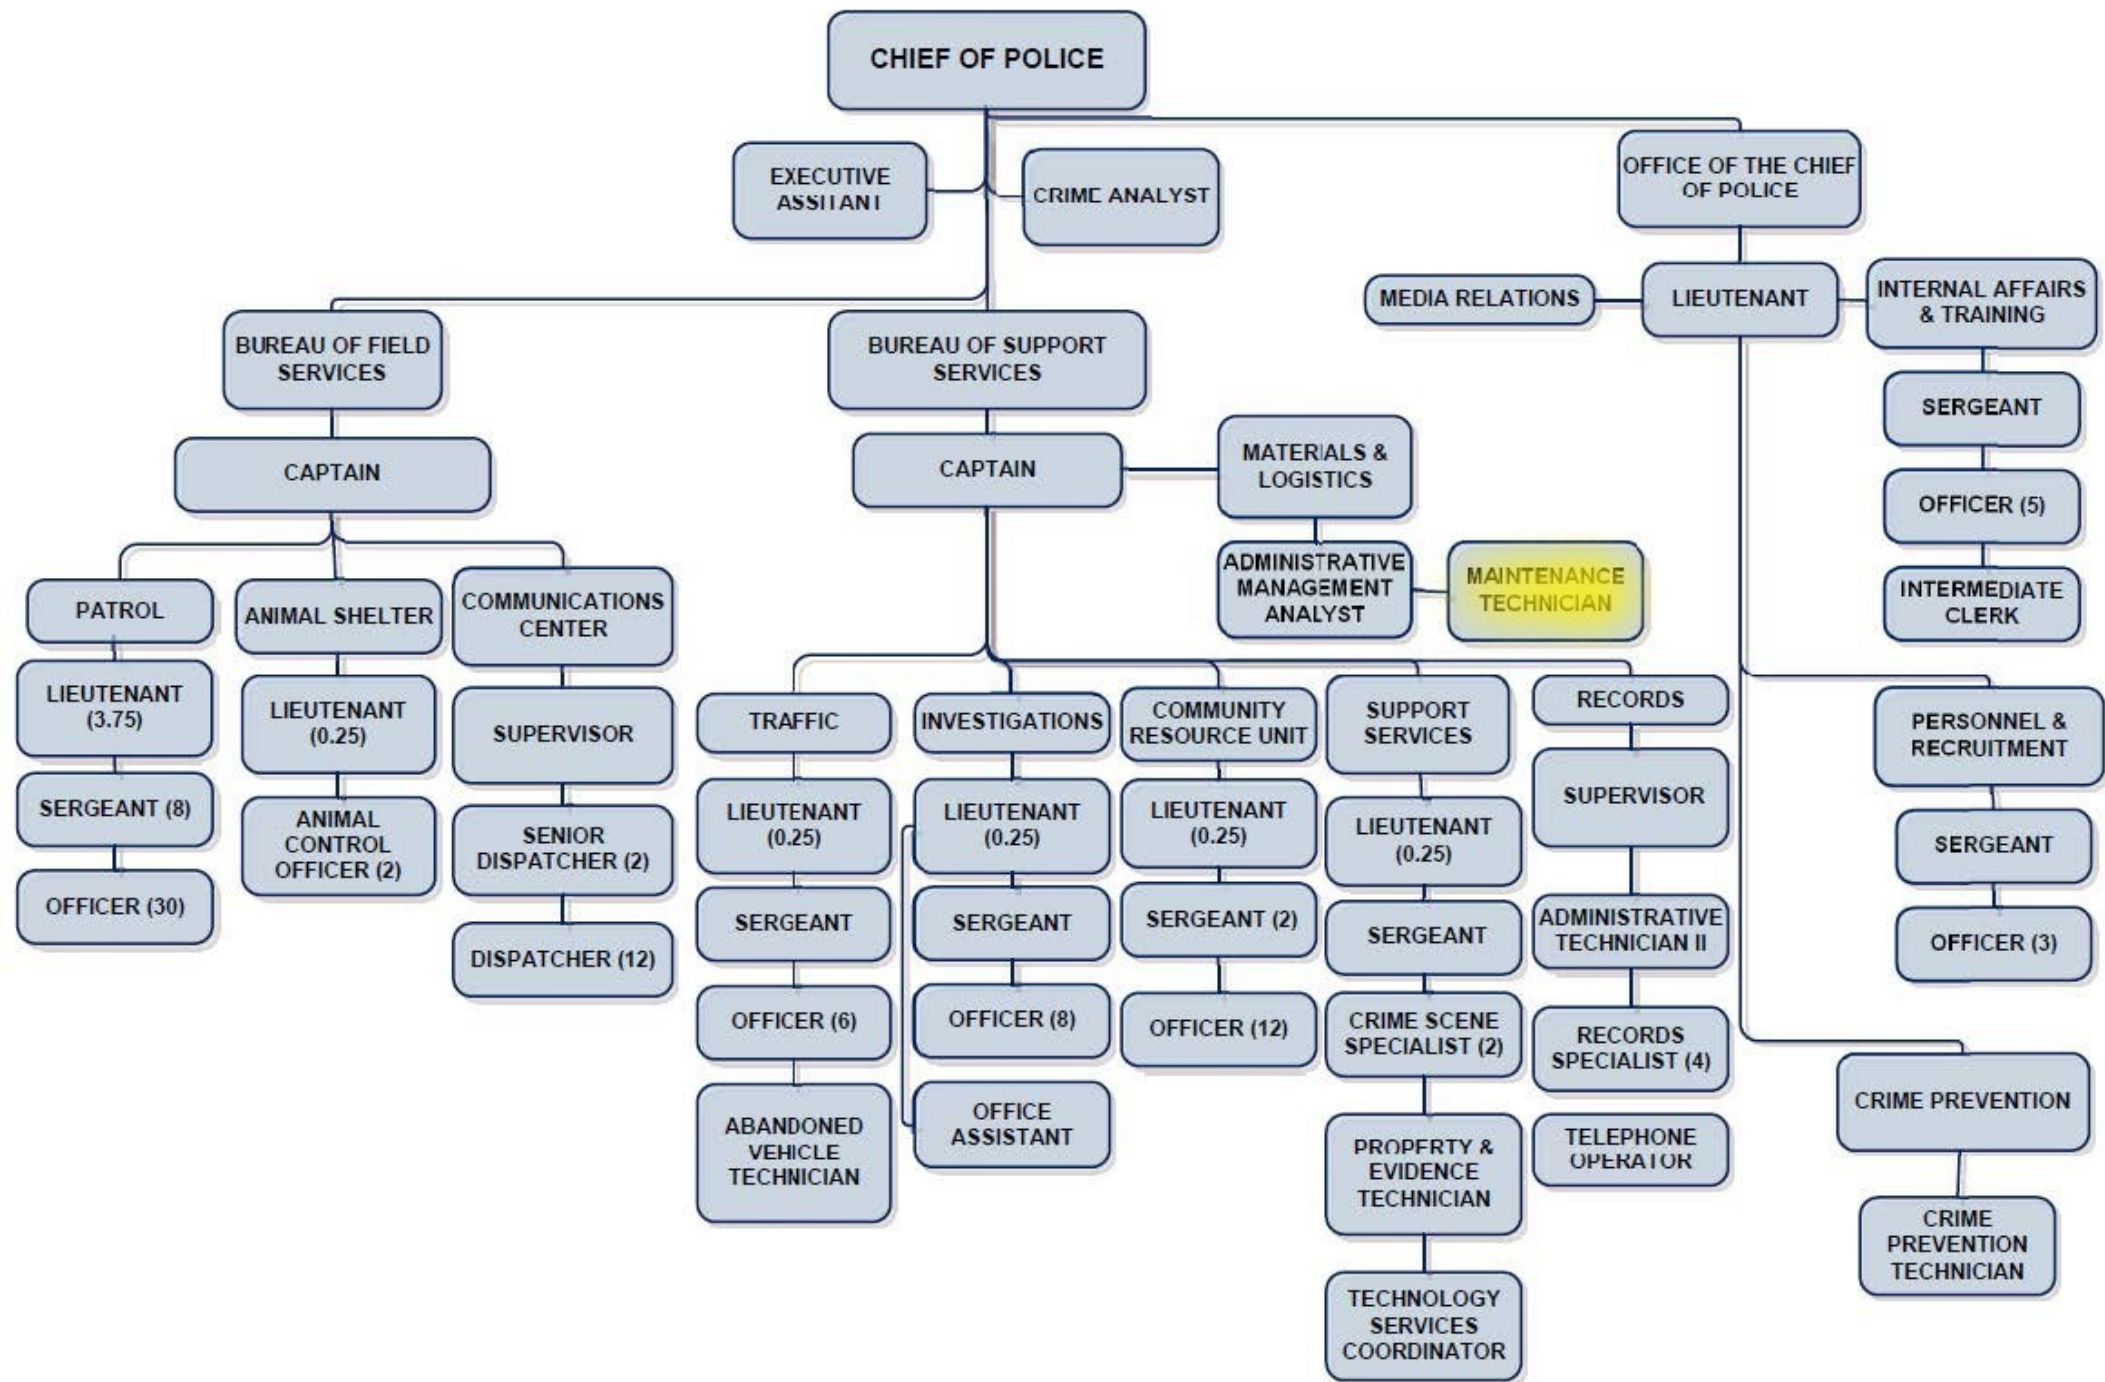 CHIEF OF POLICE
EXECUTIVE
ASSITANT
CRIME ANALYST
OFFICE OF THE CHIEF
OF POLICE
MEDIA RELATIONS
LIEUTENANT
INTERNAL AFFAIRS
& TRAINING
SERGEANT
OFFICER (5)
INTERMEDIATE
CLERK
BUREAU OF FIELD
SERVICES
CAPTAIN
BUREAU OF SUPPORT
SERVICES
CAPTAIN
MATERIALS &
LOGISTICS
ADMINISTRATIVE
MANAGEMENT
ANALYST
MAINTENANCE
TECHNICIAN
PATROL
LIEUTENANT
(3.75)
SERGEANT (8)
OFFICER (30)
ANIMAL SHELTER
LIEUTENANT
(0.25)
ANIMAL
CONTROL
OFFICER (2)
COMMUNICATIONS
CENTER
SUPERVISOR
SENIOR
DISPATCHER (2)
DISPATCHER (12)
TRAFFIC
LIEUTENANT
(0.25)
SERGEANT
OFFICER (6)
ABANDONED
VEHICLE
TECHNICIAN
INVESTIGATIONS
LIEUTENANT
(0.25)
SERGEANT
OFFICER (8)
OFFICE
ASSISTANT
COMMUNITY
RESOURCE UNIT
LIEUTENANT
(0.25)
SERGEANT (2)
OFFICER (12)
SUPPORT
SERVICES
LIEUTENANT
(0.25)
SERGEANT
CRIME SCENE
SPECIALIST (2)
PROPERTY &
EVIDENCE
TECHNICIAN
TECHNOLOGY
SERVICES
COORDINATOR
RECORDS
SUPERVISOR
ADMINISTRATIVE
TECHNICIAN II
RECORDS
SPECIALIST (4)
TELEPHONE
OPERATOR
PERSONNEL &
RECRUITMENT
SERGEANT
OFFICER (3)
CRIME PREVENTION
CRIME
PREVENTION
TECHNICIAN